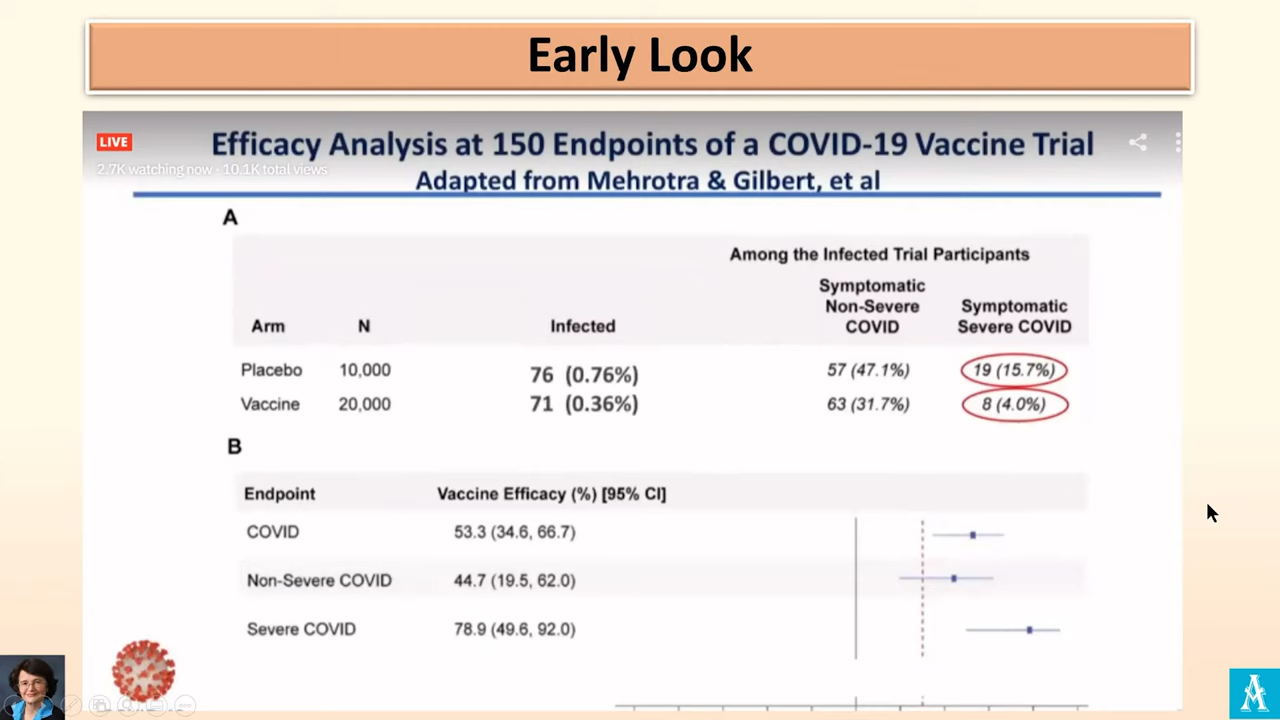 Early Look
LIVE
2.7K watching now · 10.1K total views
Efficacy Analysis at 150 Endpoints of a COVID-19 Vaccine Trial
Adapted from Mehrotra & Gilbert, et al
A
Among the Infected Trial Participants
Symptomatic
Non-Severe
COVID
Symptomatic
Severe COVID
Arm N Infected
Placebo 10,000 76 (0.76%) 57 (47.1%) 19 (15.7%)
Vaccine 20,000 71 (0.36%) 63 (31.7%) 8 (4.0%)
B
Endpoint Vaccine Efficacy (%) [95% CI]
COVID 53.3 (34.6, 66.7)
Non-Severe COVID 44.7 (19.5, 62.0)
Severe COVID 78.9 (49.6, 92.0)
A